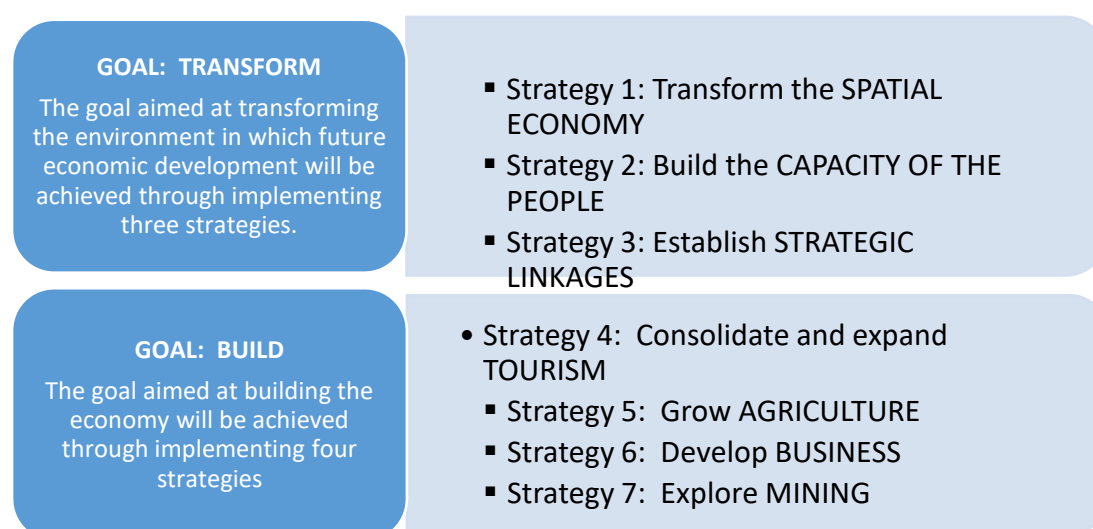 GOAL: TRANSFORM
The goal aimed at transforming
the environment in which future
economic development will be
achieved through implementing
three strategies.
▪ Strategy 1: Transform the SPATIAL
ECONOMY
▪ Strategy 2: Build the CAPACITY OF THE
PEOPLE
▪ Strategy 3: Establish STRATEGIC
LINKAGES
GOAL: BUILD
The goal aimed at building the
economy will be achieved
through implementing four
strategies
• Strategy 4: Consolidate and expand
TOURISM
▪ Strategy 5: Grow AGRICULTURE
▪ Strategy 6: Develop BUSINESS
▪ Strategy 7: Explore MINING